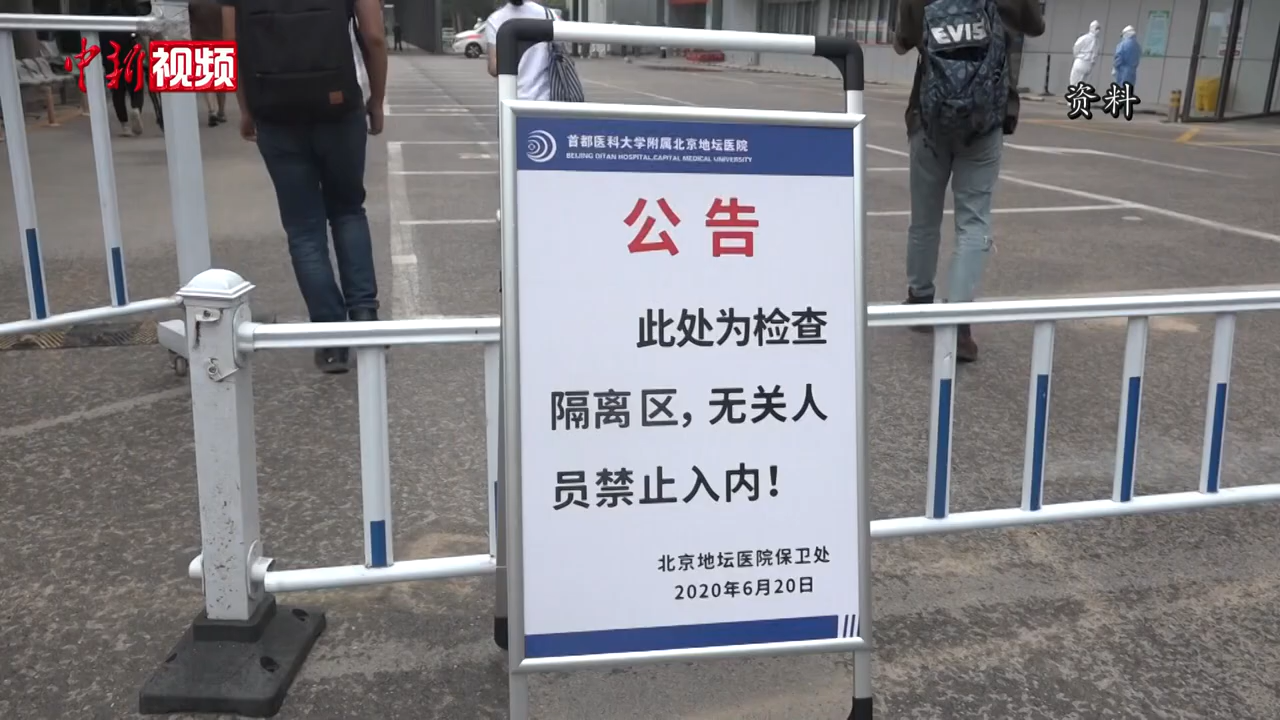 中新视频
EVIS
资料
首都医科大学附属北京地坛医院
BEIJING DITAN HOSPITAL,CAPITAL MEDICAL UNIVERSITY
公告
此处为检查
隔离区，无关人
员禁止入内！
北京地坛医院保卫处
2020年6月20日